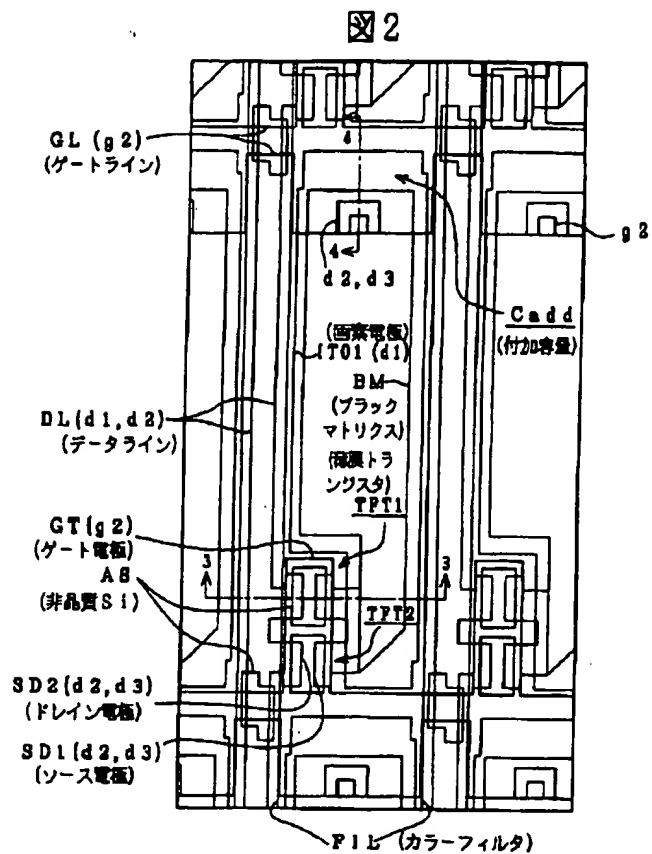 図2
GL(g2)
(ゲートライン)
4
g2
4
d2,d3
Cadd
(付加容量)
(画素電極)
ITO1(d1)
BM
(ブラック
マトリクス)
DL(d1,d2)
(データライン)
(薄膜トラ
ンジスタ)
TFT1
GT(g2)
(ゲート電極)
3
3
AS
(非晶質Si)
TFT2
SD2(d2,d3)
(ドレイン電極)
SD1(d2,d3)
(ソース電極)
FIL(カラーフィルタ)